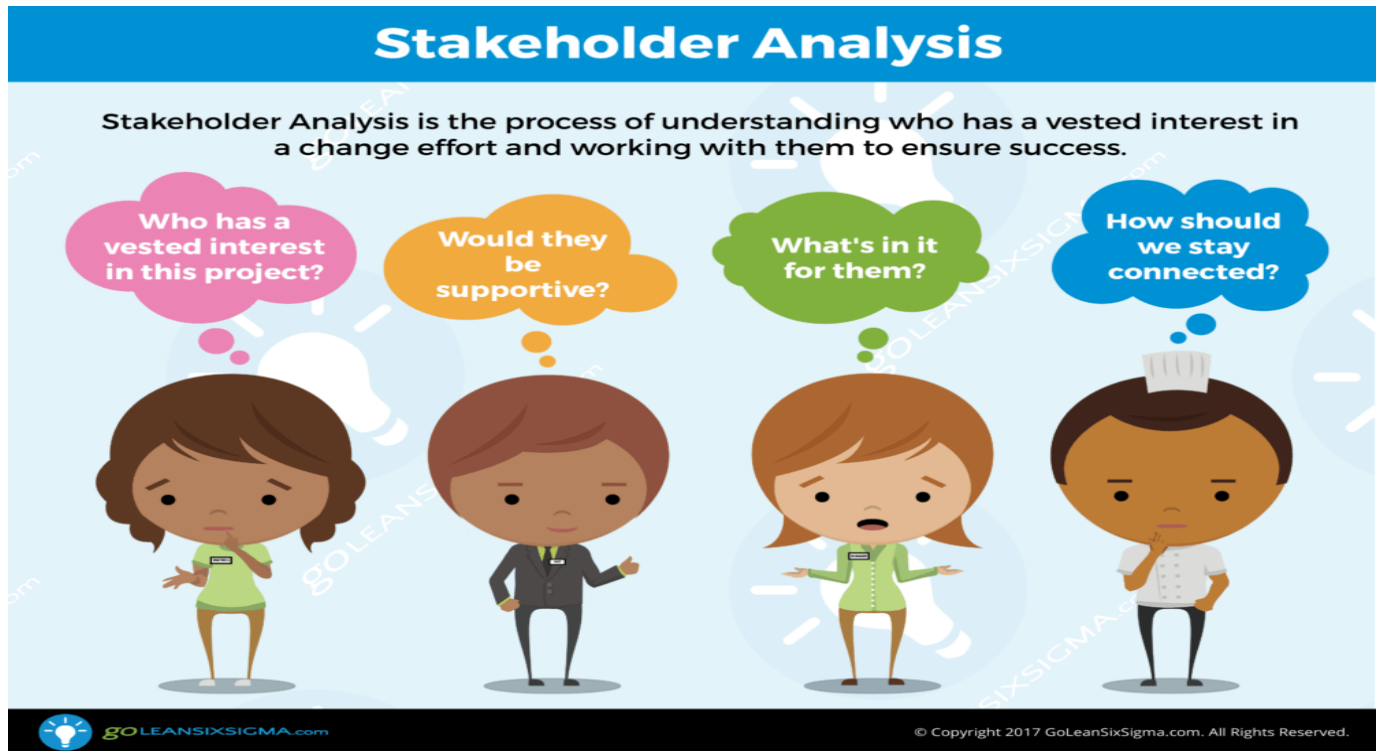 Stakeholder Analysis
Stakeholder Analysis is the process of understanding who has a vested interest in
a change effort and working with them to ensure success.
Who has a
vested interest
in this project?
Would they
be
supportive?
What's in it
for them?
How should
we stay
connected?
goLEANSIXSIGMA.com
© Copyright 2017 GoLeanSixSigma.com. All Rights Reserved.